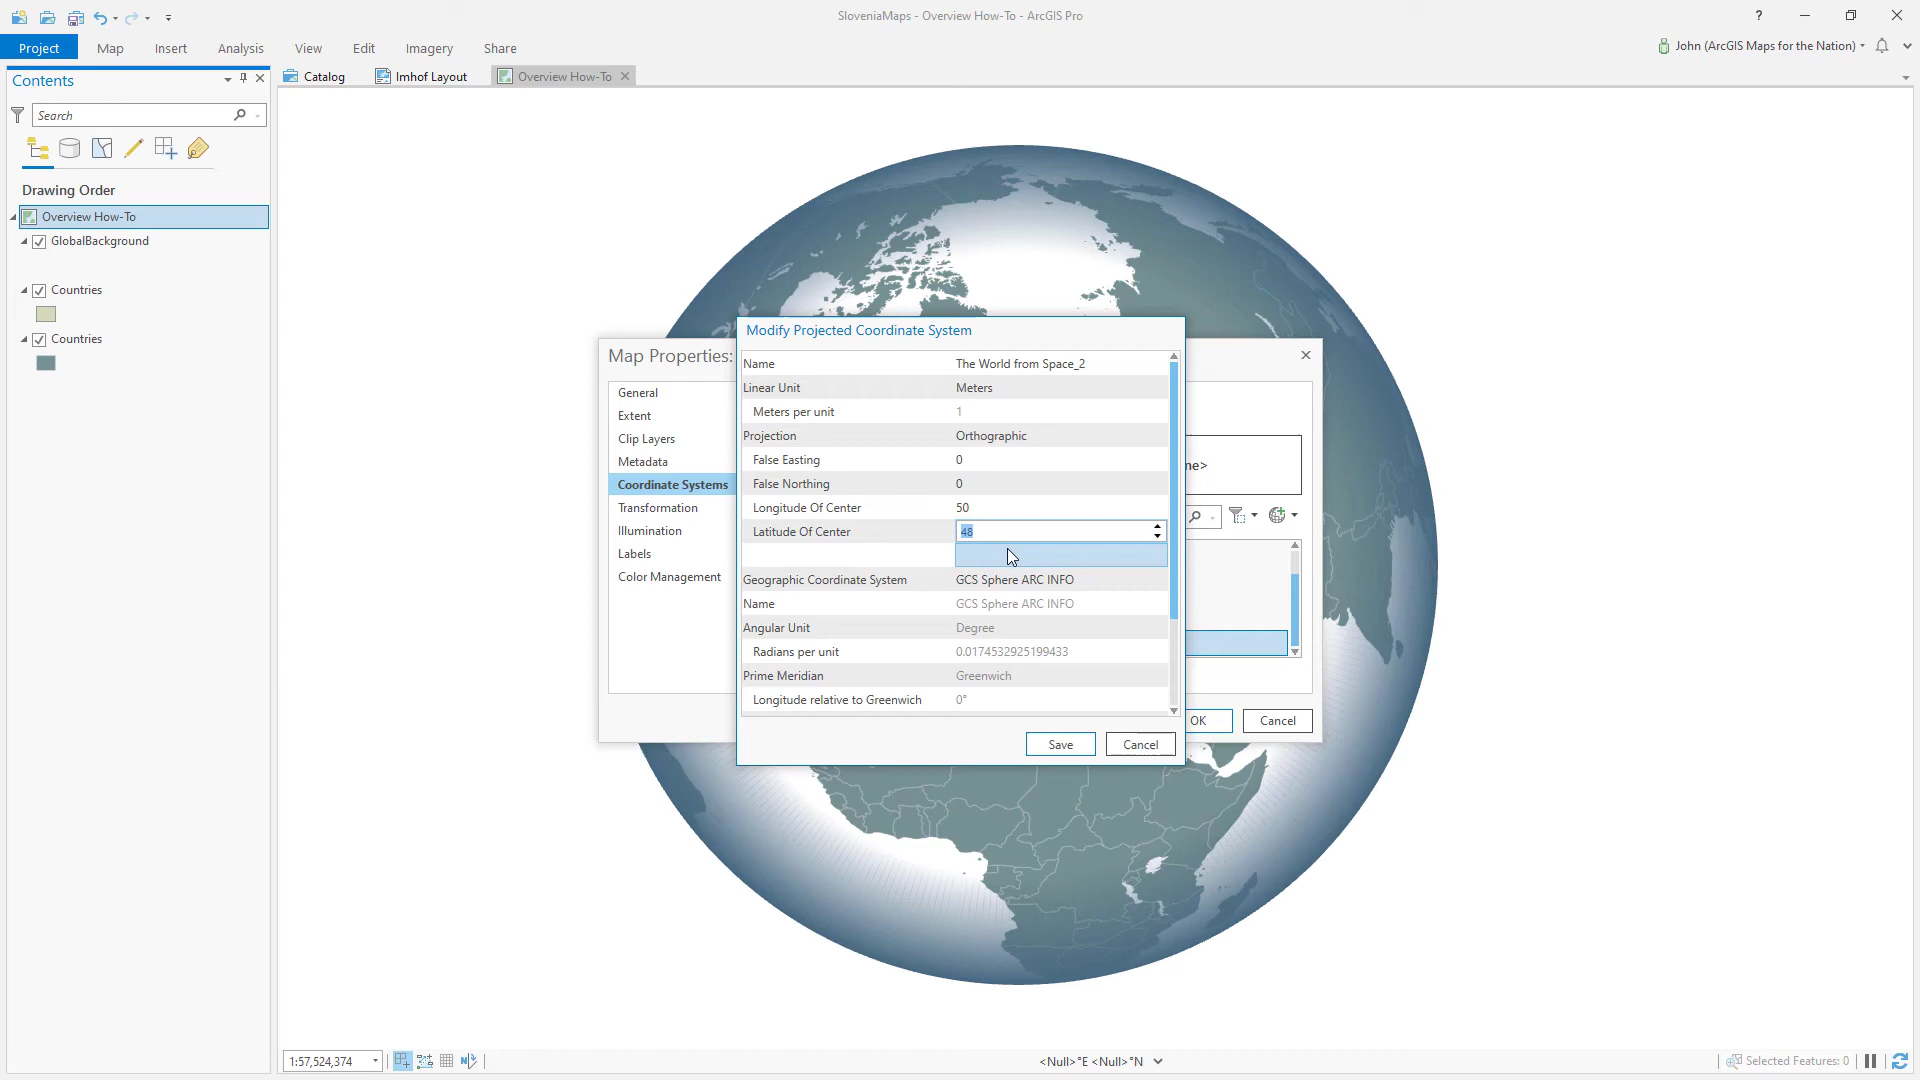 SloveniaMaps - Overview How-To - ArcGIS Pro
?
Project
Map
Insert
Analysis
View
Edit
Imagery
Share
John (ArcGIS Maps for the Nation)
Contents
Catalog
Imhof Layout
Overview How-To
Search
Drawing Order
Overview How-To
GlobalBackground
Countries
Countries
Map Properties:
General
Extent
Clip Layers
Metadata
Coordinate Systems
Transformation
Illumination
Labels
Color Management
Modify Projected Coordinate System
Name The World from Space_2
Linear Unit Meters
Meters per unit 1
Projection Orthographic
False Easting 0
False Northing 0
Longitude Of Center 50
Latitude Of Center 48
Geographic Coordinate System GCS Sphere ARC INFO
Name GCS Sphere ARC INFO
Angular Unit Degree
Radians per unit 0.0174532925199433
Prime Meridian Greenwich
Longitude relative to Greenwich 0°
Save
Cancel
me>
OK
Cancel
1:57,524,374
<Null>°E <Null>°N
Selected Features: 0